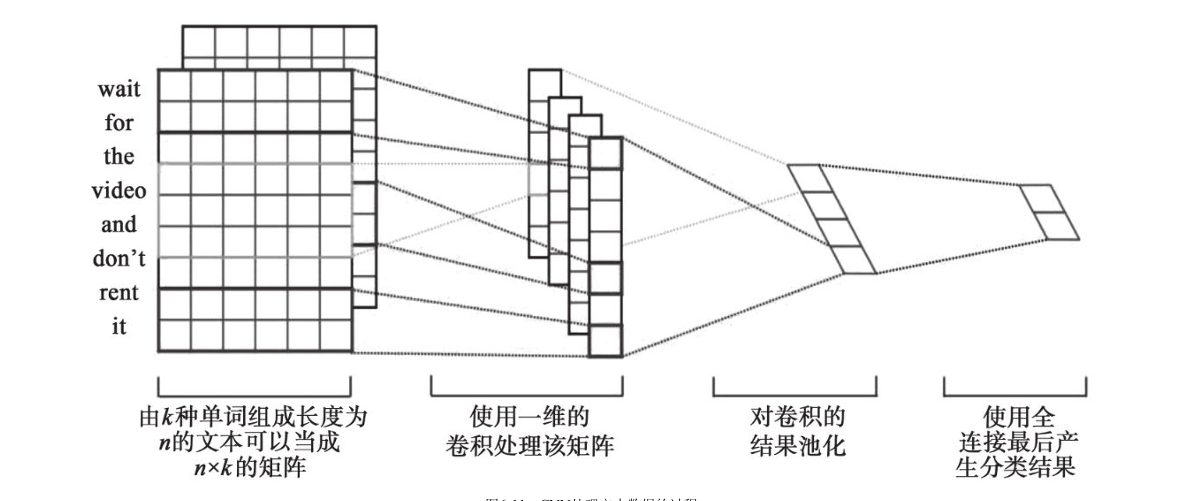 wait
for
the
video
and
don't
rent
it
由k种单词组成长度为
n的文本可以当成
n×k的矩阵
使用一维的
卷积处理该矩阵
对卷积的
结果池化
使用全
连接最后产
生分类结果